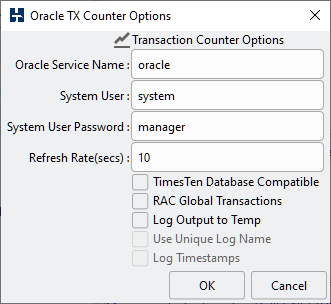 Oracle TX Counter Options
Transaction Counter Options
Oracle Service Name : oracle
System User : system
System User Password : manager
Refresh Rate(secs) : 10
TimesTen Database Compatible
RAC Global Transactions
Log Output to Temp
Use Unique Log Name
Log Timestamps
OK Cancel